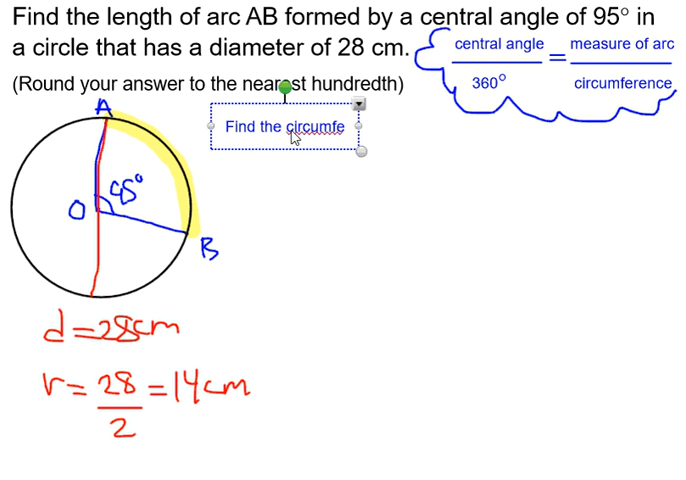 Find the length of arc AB formed by a central angle of 95° in
a circle that has a diameter of 28 cm.
(Round your answer to the nearest hundredth)
central angle
360°
=
measure of arc
circumference
Find the circumfe
A
95°
O
B
d=28cm
r=28/2=14cm